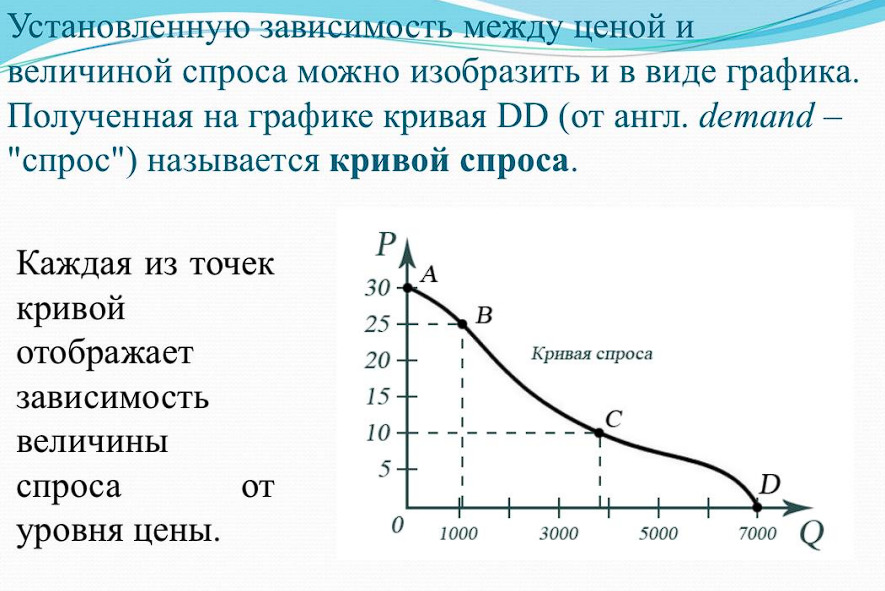 Установленную зависимость между ценой и
величиной спроса можно изобразить и в виде графика.
Полученная на графике кривая DD (от англ. demand –
"спрос") называется кривой спроса.
Каждая из точек
кривой
отображает
зависимость
величины
спроса от
уровня цены.
P
A
30
B
25
Кривая спроса
20
15
C
10
5
D
0
1000 3000 5000 7000
Q